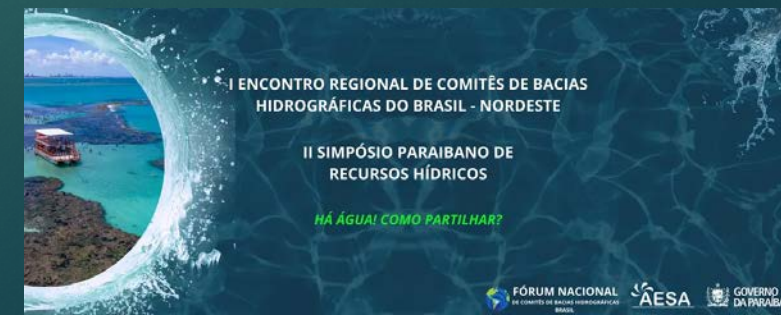 I ENCONTRO REGIONAL DE COMITÊS DE BACIAS
HIDROGRÁFICAS DO BRASIL - NORDESTE
II SIMPÓSIO PARAIBANO DE
RECURSOS HÍDRICOS
HÁ ÁGUA! COMO PARTILHAR?
FÓRUM NACIONAL
DE COMITÊS DE BACIAS HIDROGRÁFICAS
BRASIL
AESA
GOVERNO
DA PARAÍBA